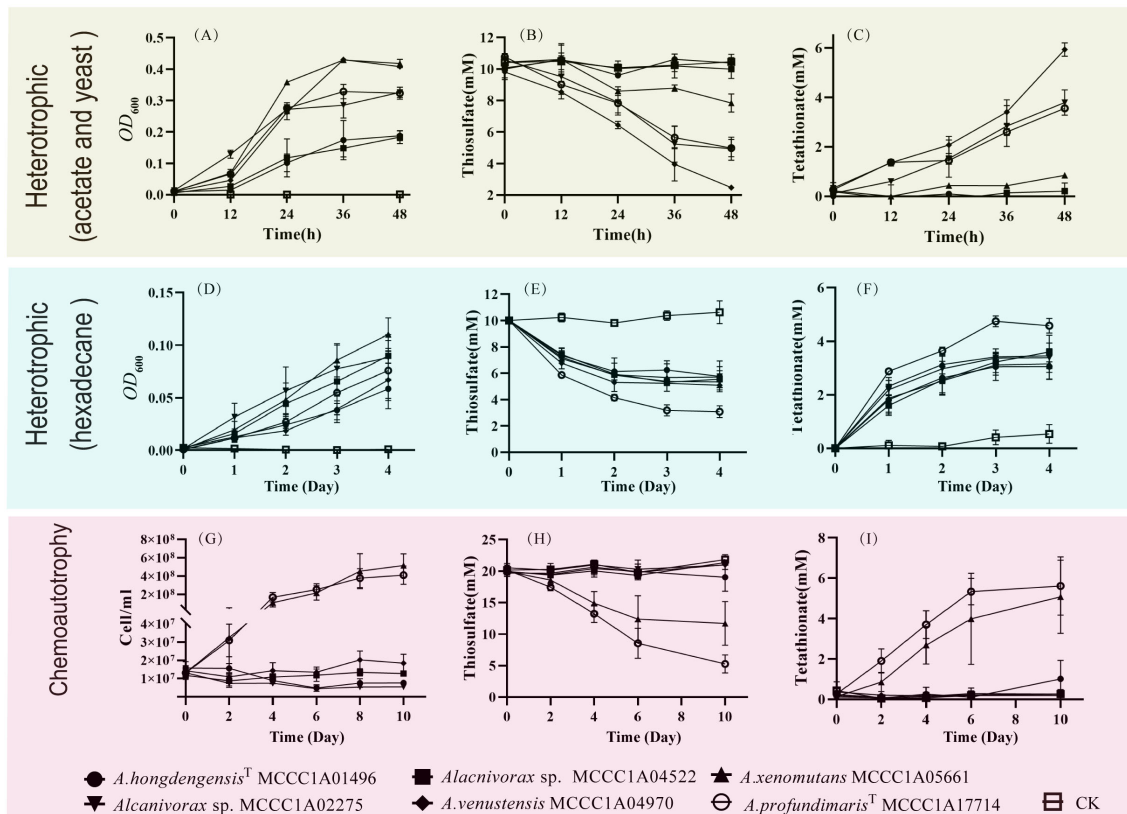 Heterotrophic
(acetate and yeast )
(A)
OD600
0.5
0.4
0.3
0.2
0.1
0.0
0 12 24 36 48
Time(h)
(B)
Thiosulfate(mM)
12
10
8
6
4
2
0 12 24 36 48
Time(h)
(C)
Tetathionate(mM)
6
4
2
0
0 12 24 36 48
Time(h)
Heterotrophic
(hexadecane )
(D)
OD600
0.15
0.10
0.05
0.00
0 1 2 3 4
Time (Day)
(E)
Thiosulfate(mM)
12
10
8
6
4
2
0
0 1 2 3 4
Time (Day)
(F)
Tetathionate(mM)
6
4
2
0
0 1 2 3 4
Time (Day)
Chemoautotrophy
(G)
Cell/ml
8×10⁸
6×10⁸
4×10⁸
2×10⁸
4×10⁷
3×10⁷
2×10⁷
1×10⁷
0 2 4 6 8 10
Time (Day)
(H)
Thiosulfate(mM)
25
20
15
10
5
0
0 2 4 6 8 10
Time (Day)
(I)
Tetathionate(mM)
8
6
4
2
0
0 2 4 6 8 10
Time (Day)
A.hongdengensisᵀ MCCC1A01496 Alacnivorax sp. MCCC1A04522 A.xenomutans MCCC1A05661
Alcanivorax sp. MCCC1A02275 A.venustensis MCCC1A04970 A.profundimarisᵀ MCCC1A17714 CK